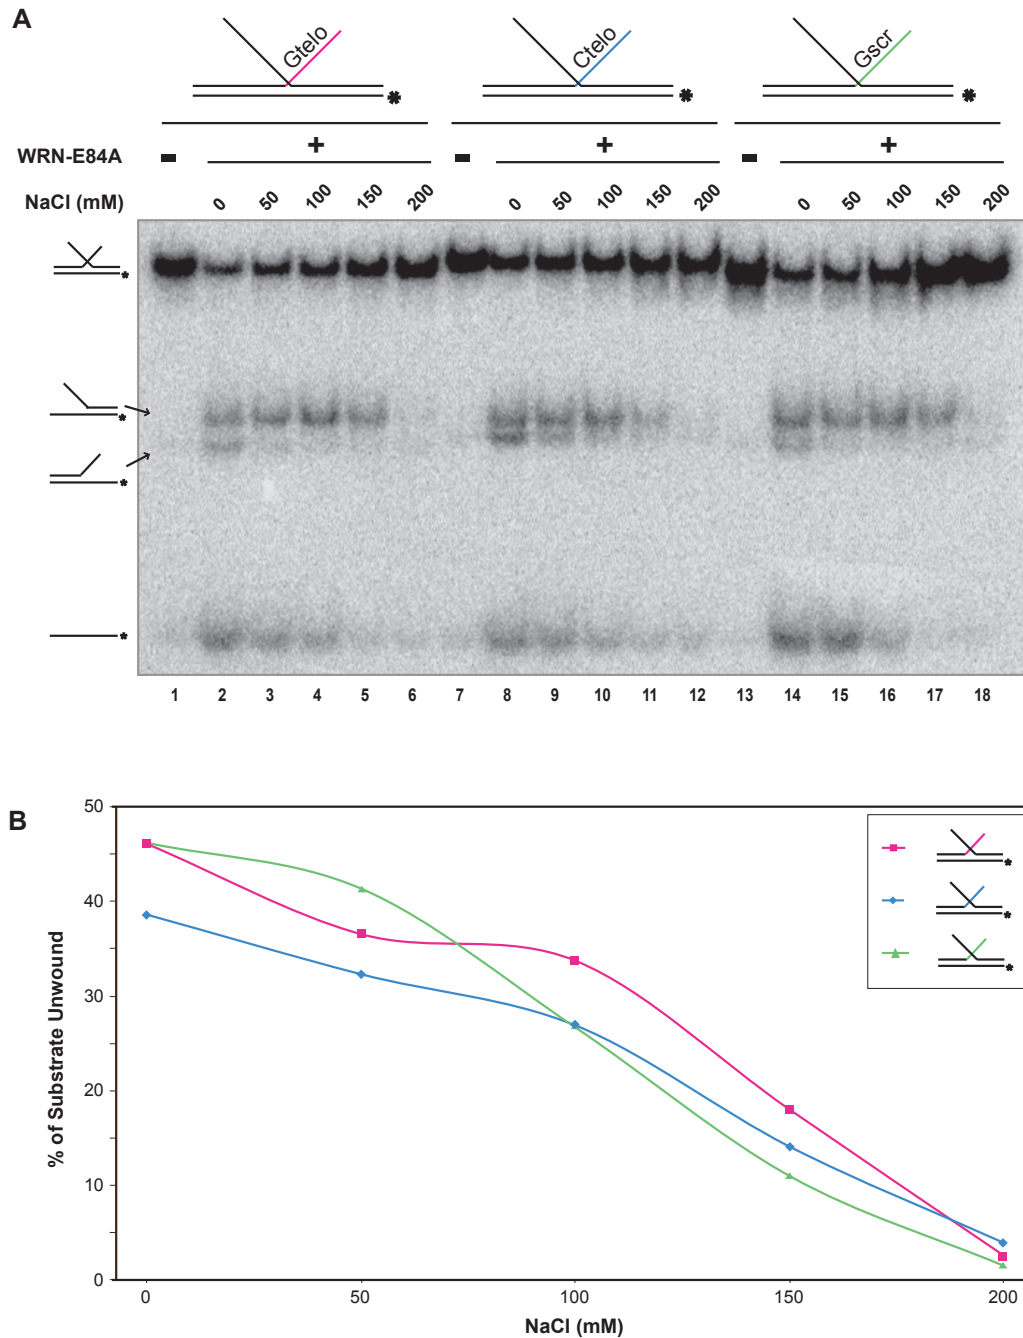 A
Gtelo Ctelo Gscr
* * *
WRN-E84A - + - + - +
NaCl (mM) 0 50 100 150 200 0 50 100 150 200 0 50 100 150 200
*
*
*
*
1 2 3 4 5 6 7 8 9 10 11 12 13 14 15 16 17 18
B
50
40
30
20
10
0
% of Substrate Unwound
0 50 100 150 200
NaCl (mM)
*
*
*